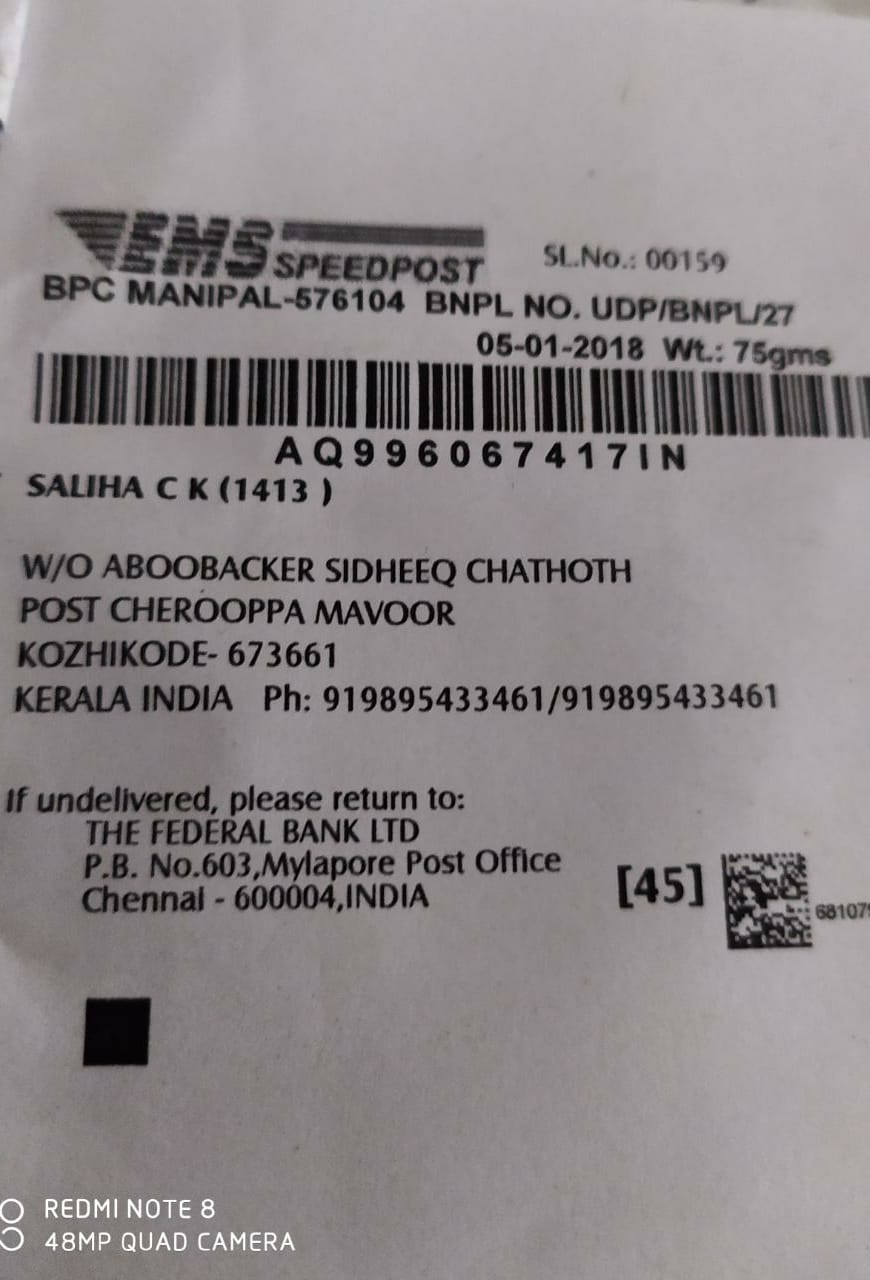 EMS SPEEDPOST
SL.No.: 00159
BPC MANIPAL-576104 BNPL NO. UDP/BNPL/27
05-01-2018 Wt.: 75gms
AQ996067417IN
SALIHA C K (1413 )
W/O ABOOBACKER SIDHEEQ CHATHOTH
POST CHEROOPPA MAVOOR
KOZHIKODE- 673661
KERALA INDIA Ph: 919895433461/919895433461
If undelivered, please return to:
THE FEDERAL BANK LTD
P.B. No.603,Mylapore Post Office
Chennai - 600004,INDIA
[45]
REDMI NOTE 8
48MP QUAD CAMERA